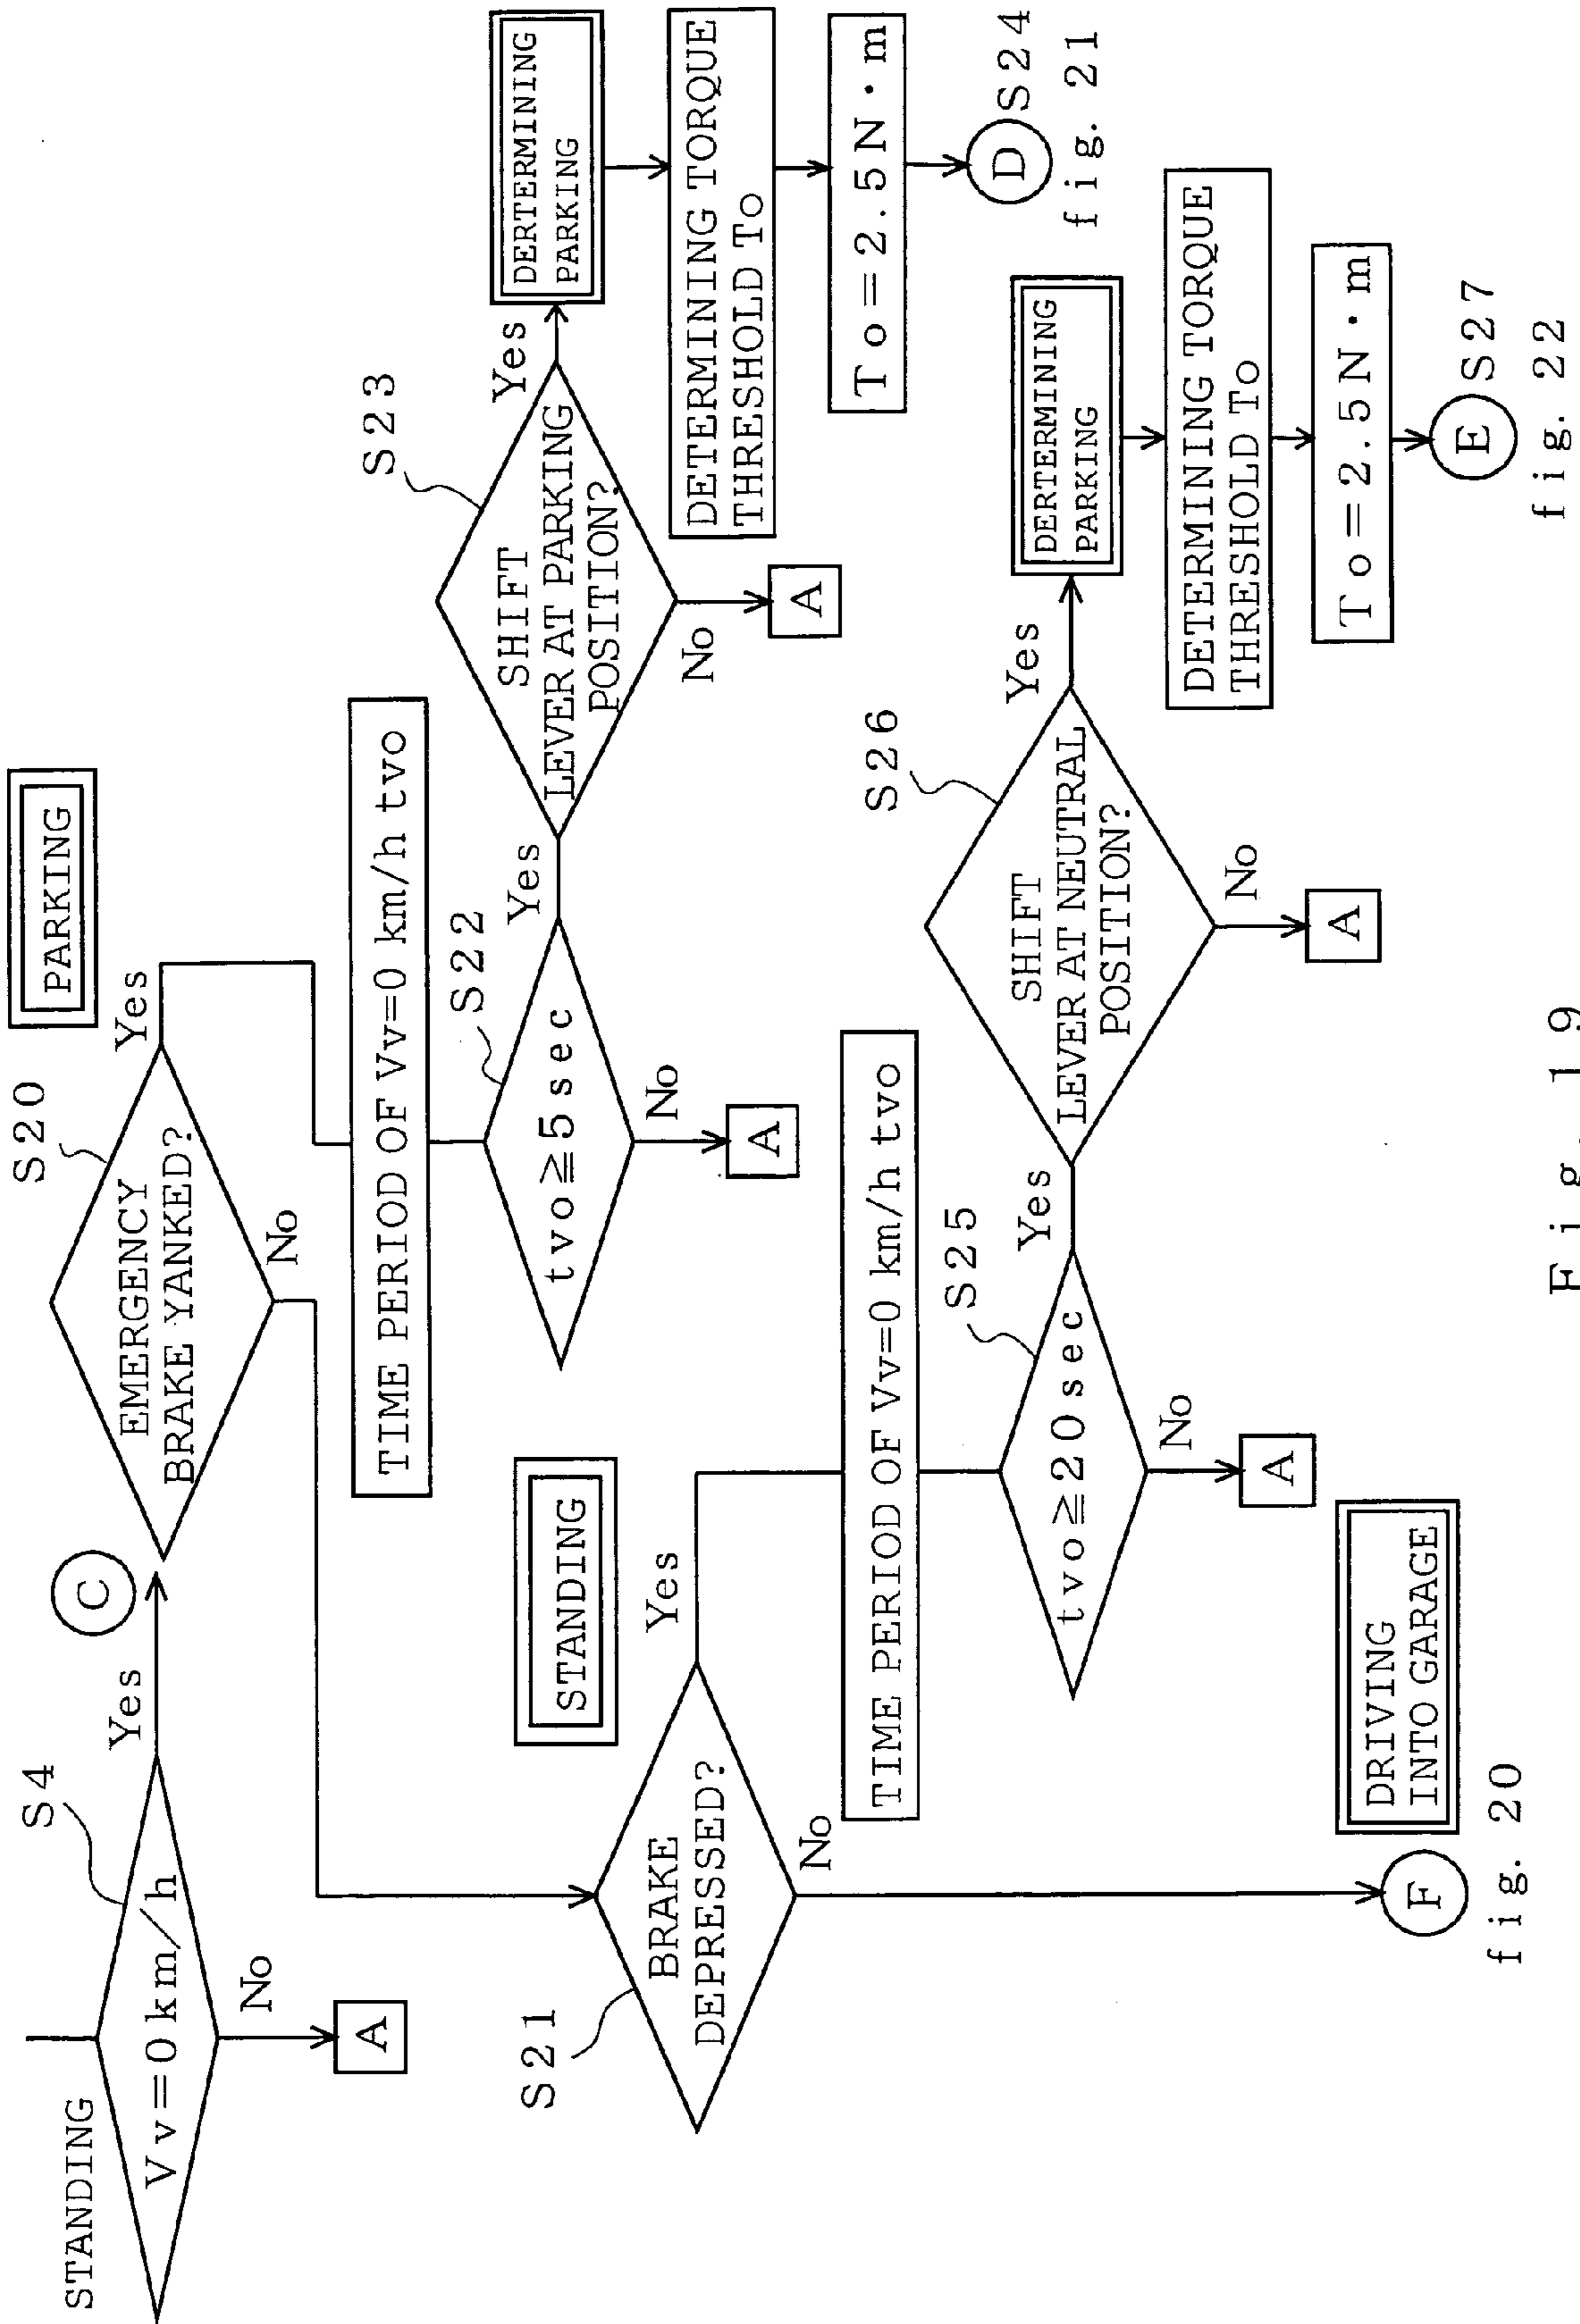 STANDING
S4
Vv=0km/h
Yes
No
A
C
S20
EMERGENCY
BRAKE YANKED?
Yes
No
PARKING
TIME PERIOD OF Vv=0 km/h tvo
S22
tvo≧5sec
Yes
No
A
S23
SHIFT
LEVER AT PARKING
POSITION?
Yes
No
A
DERTERMINING
PARKING
DETERMINING TORQUE
THRESHOLD To
To=2.5N·m
D
S24
fig. 21
S21
BRAKE
DEPRESSED?
Yes
No
STANDING
TIME PERIOD OF Vv=0 km/h tvo
S25
tvo≧20sec
Yes
No
A
S26
SHIFT
LEVER AT NEUTRAL
POSITION?
Yes
No
A
DERTERMINING
PARKING
DETERMINING TORQUE
THRESHOLD To
To=2.5N·m
E
S27
fig. 22
DRIVING
INTO GARAGE
F
fig. 20
Fig. 19